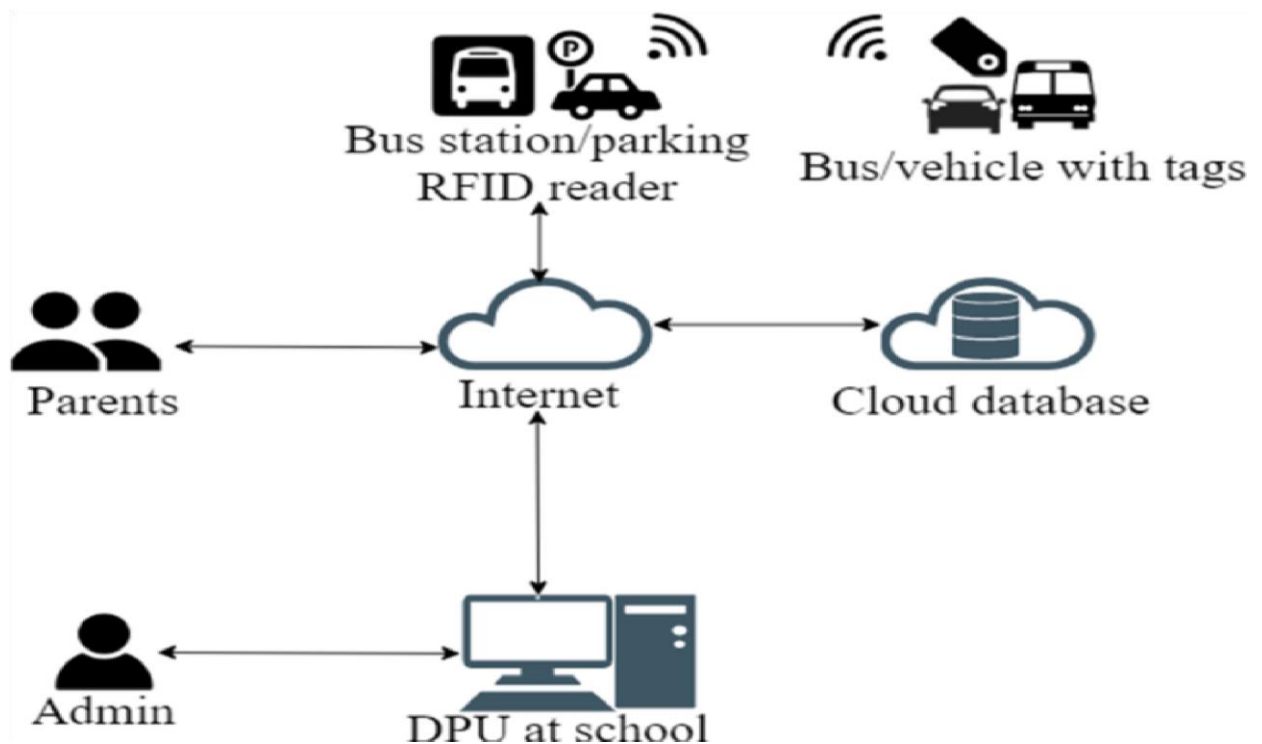 P
Bus station/parking
RFID reader
Bus/vehicle with tags
Parents
Internet
Cloud database
Admin
DPU at school